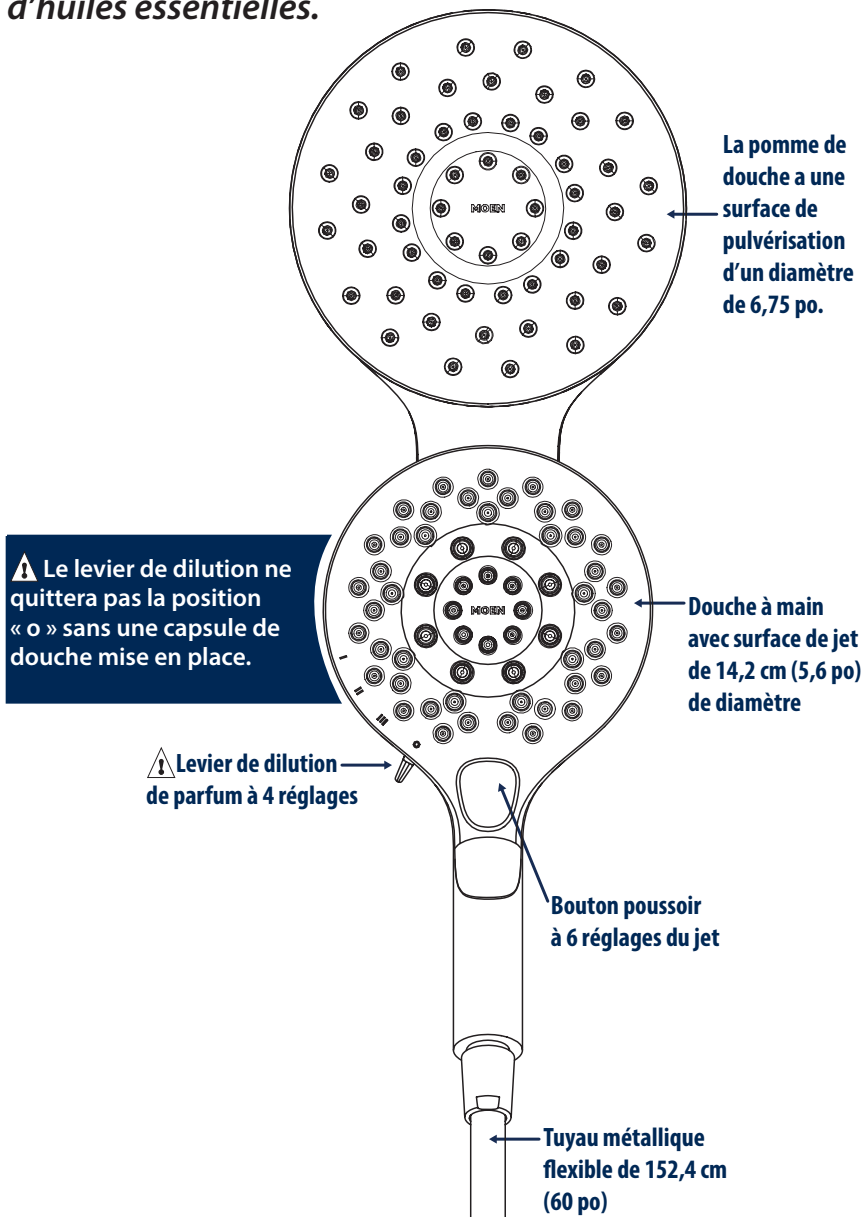 d’huiles essentielles.
La pomme de
douche a une
surface de
pulvérisation
d’un diamètre
de 6,75 po.
MOEN
⚠ Le levier de dilution ne
quittera pas la position
« o » sans une capsule de
douche mise en place.
MOEN
Douche à main
avec surface de jet
de 14,2 cm (5,6 po)
de diamètre
I
II
III
o
⚠ Levier de dilution
de parfum à 4 réglages
Bouton poussoir
à 6 réglages du jet
Tuyau métallique
flexible de 152,4 cm
(60 po)